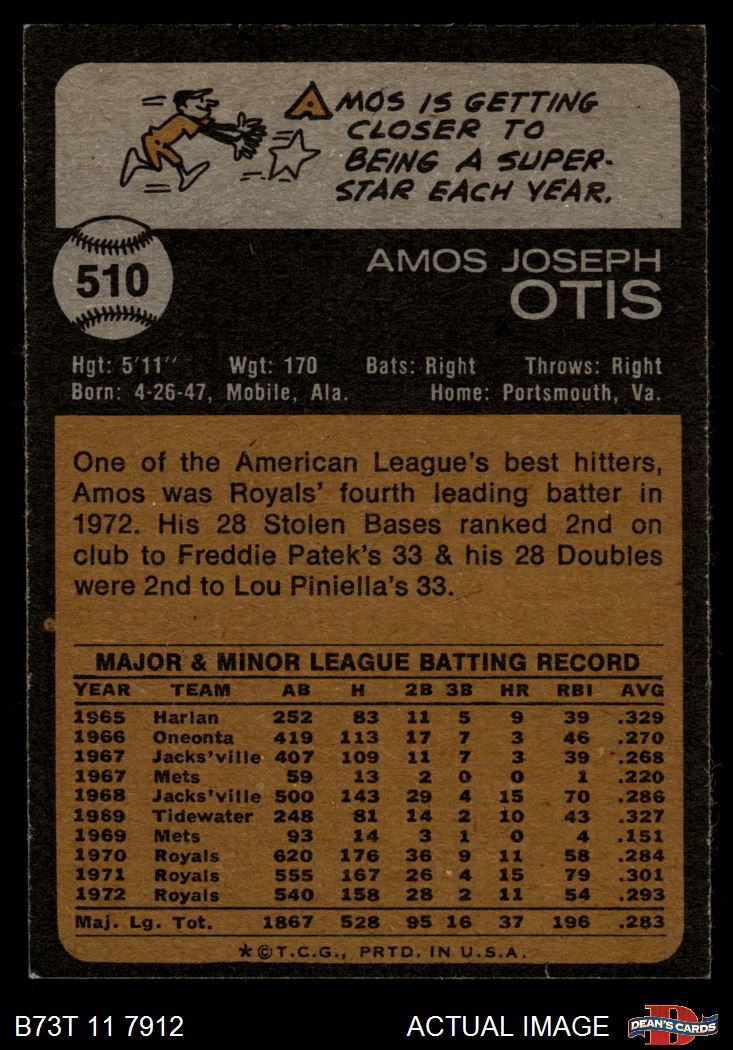 AMOS IS GETTING
CLOSER TO
BEING A SUPER-
STAR EACH YEAR.
510
AMOS JOSEPH
OTIS
Hgt: 5'11" Wgt: 170 Bats: Right Throws: Right
Born: 4-26-47, Mobile, Ala. Home: Portsmouth, Va.
One of the American League's best hitters,
Amos was Royals' fourth leading batter in
1972. His 28 Stolen Bases ranked 2nd on
club to Freddie Patek's 33 & his 28 Doubles
were 2nd to Lou Piniella's 33.
MAJOR & MINOR LEAGUE BATTING RECORD
YEAR TEAM AB H 2B 3B HR RBI AVG
1965 Harlan 252 83 11 5 9 39 .329
1966 Oneonta 419 113 17 7 3 46 .270
1967 Jacks'ville 407 109 11 7 3 39 .268
1967 Mets 59 13 2 0 0 1 .220
1968 Jacks'ville 500 143 29 4 15 70 .286
1969 Tidewater 248 81 14 2 10 43 .327
1969 Mets 93 14 3 1 0 4 .151
1970 Royals 620 176 36 9 11 58 .284
1971 Royals 555 167 26 4 15 79 .301
1972 Royals 540 158 28 2 11 54 .293
Maj. Lg. Tot. 1867 528 95 16 37 196 .283
*©T.C.G., PRTD. IN U.S.A.
B73T 11 7912 ACTUAL IMAGE
D
DEAN'S CARDS